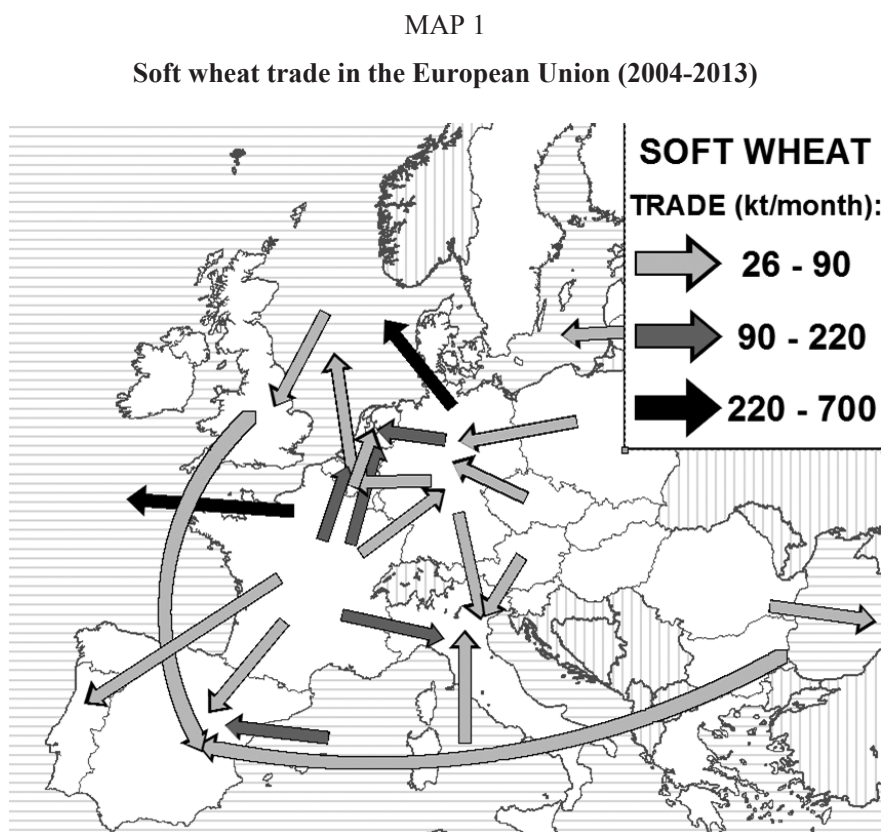 MAP 1
Soft wheat trade in the European Union (2004-2013)
SOFT WHEAT
TRADE (kt/month):
26 - 90
90 - 220
220 - 700